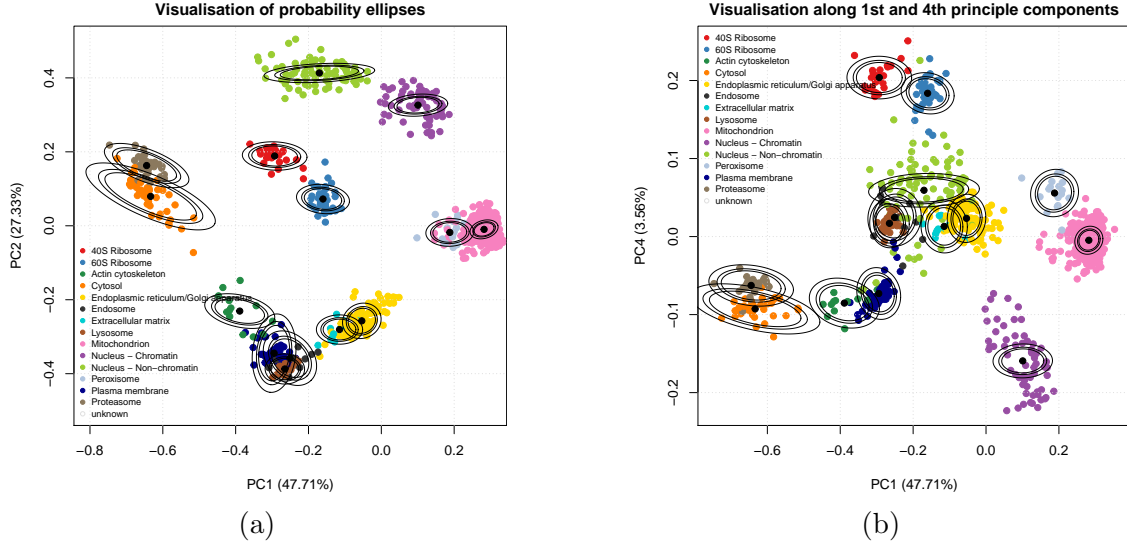 Visualisation of probability ellipses
0.4
0.2
0.0
−0.2
−0.4
PC2 (27.33%)
40S Ribosome
60S Ribosome
Actin cytoskeleton
Cytosol
Endoplasmic reticulum/Golgi apparatus
Endosome
Extracellular matrix
Lysosome
Mitochondrion
Nucleus − Chromatin
Nucleus − Non−chromatin
Peroxisome
Plasma membrane
Proteasome
unknown
−0.8 −0.6 −0.4 −0.2 0.0 0.2
PC1 (47.71%)
(a)
Visualisation along 1st and 4th principle components
0.2
0.1
0.0
−0.1
−0.2
PC4 (3.56%)
40S Ribosome
60S Ribosome
Actin cytoskeleton
Cytosol
Endoplasmic reticulum/Golgi apparatus
Endosome
Extracellular matrix
Lysosome
Mitochondrion
Nucleus − Chromatin
Nucleus − Non−chromatin
Peroxisome
Plasma membrane
Proteasome
unknown
−0.8 −0.6 −0.4 −0.2 0.0 0.2
PC1 (47.71%)
(b)